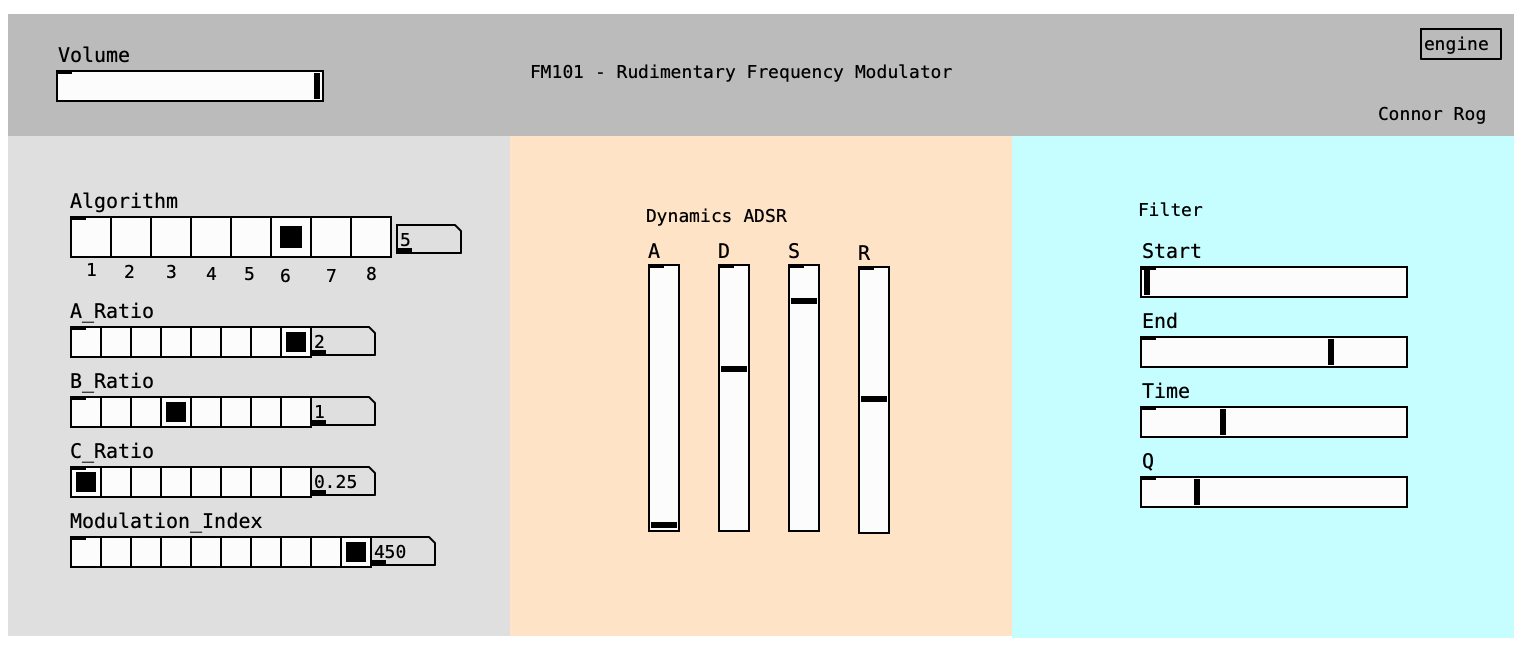 Volume
FM101 - Rudimentary Frequency Modulator
engine
Connor Rog
Algorithm
5
1 2 3 4 5 6 7 8
A_Ratio
2
B_Ratio
1
C_Ratio
0.25
Modulation_Index
450
Dynamics ADSR
A D S R
Filter
Start
End
Time
Q